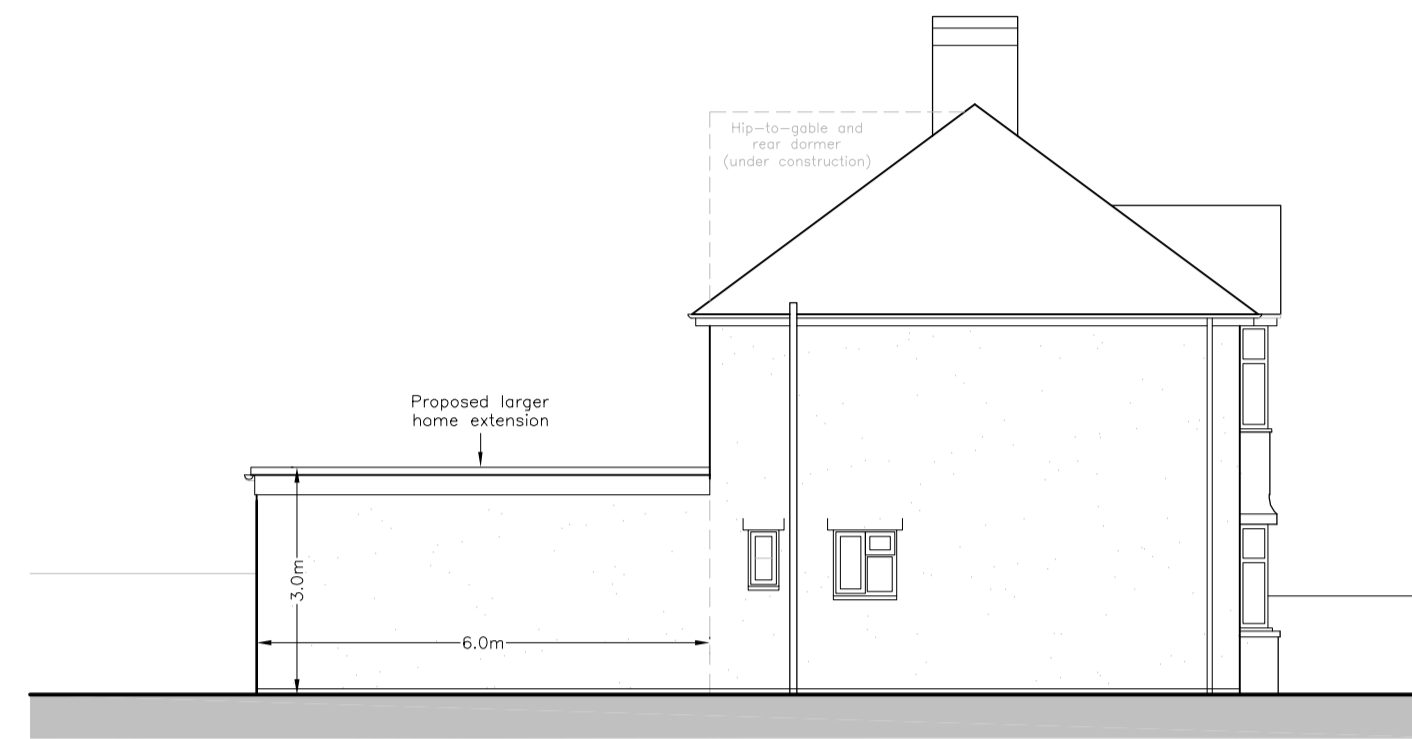 Hip-to-gable and
rear dormer
(under construction)
Proposed larger
home extension
3.0m
6.0m